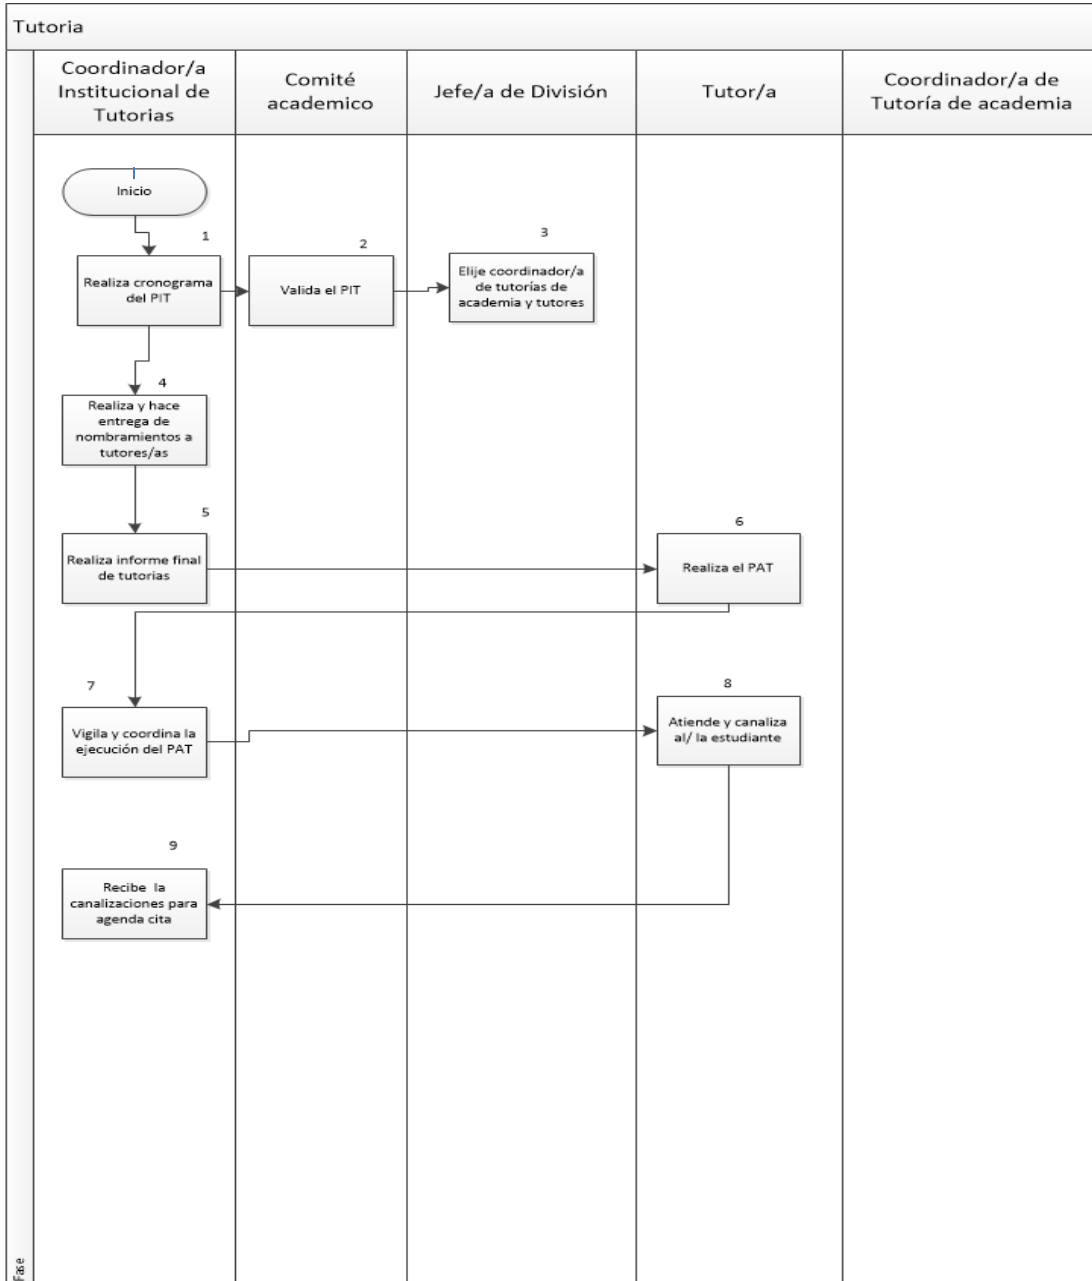 Tutoria
Coordinador/a
Institucional de
Tutorias
Comité
academico
Jefe/a de División
Tutor/a
Coordinador/a de
Tutoría de academia
Inicio
1
Realiza cronograma
del PIT
2
Valida el PIT
3
Elije coordinador/a
de tutorías de
academia y tutores
4
Realiza y hace
entrega de
nombramientos a
tutores/as
5
Realiza informe final
de tutorias
6
Realiza el PAT
7
Vigila y coordina la
ejecución del PAT
8
Atiende y canaliza
al/ la estudiante
9
Recibe la
canalizaciones para
agenda cita
Fase